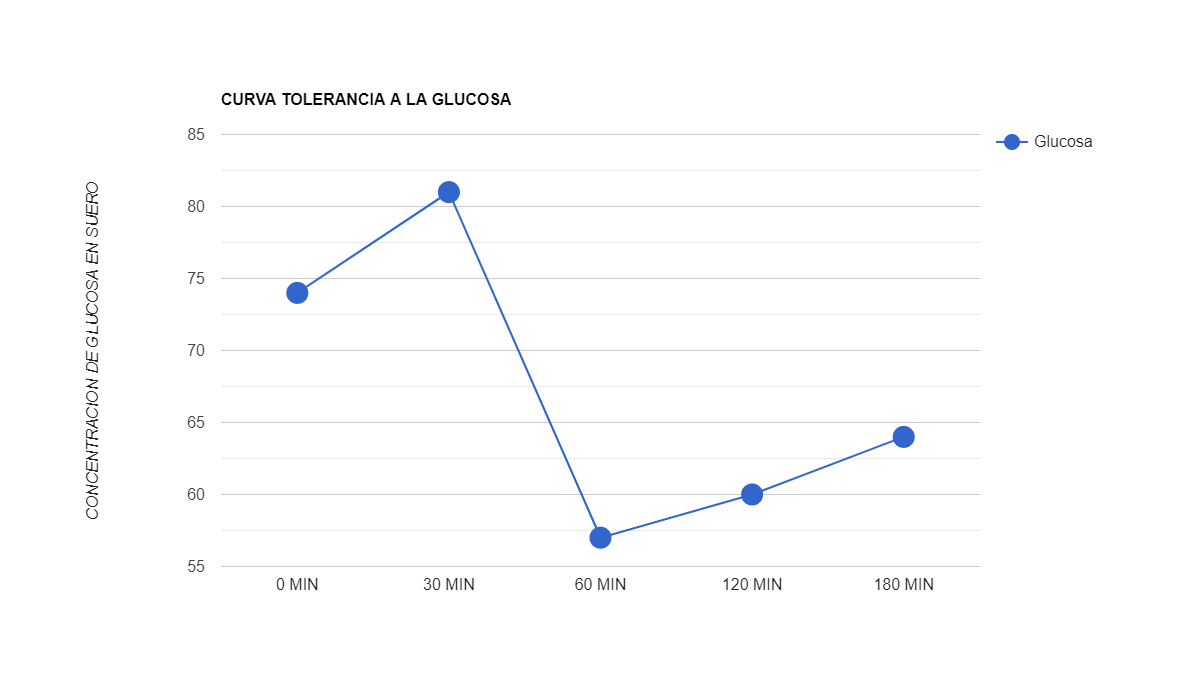 CURVA TOLERANCIA A LA GLUCOSA
Glucosa
CONCENTRACION DE GLUCOSA EN SUERO
85
80
75
70
65
60
55
0 MIN
30 MIN
60 MIN
120 MIN
180 MIN